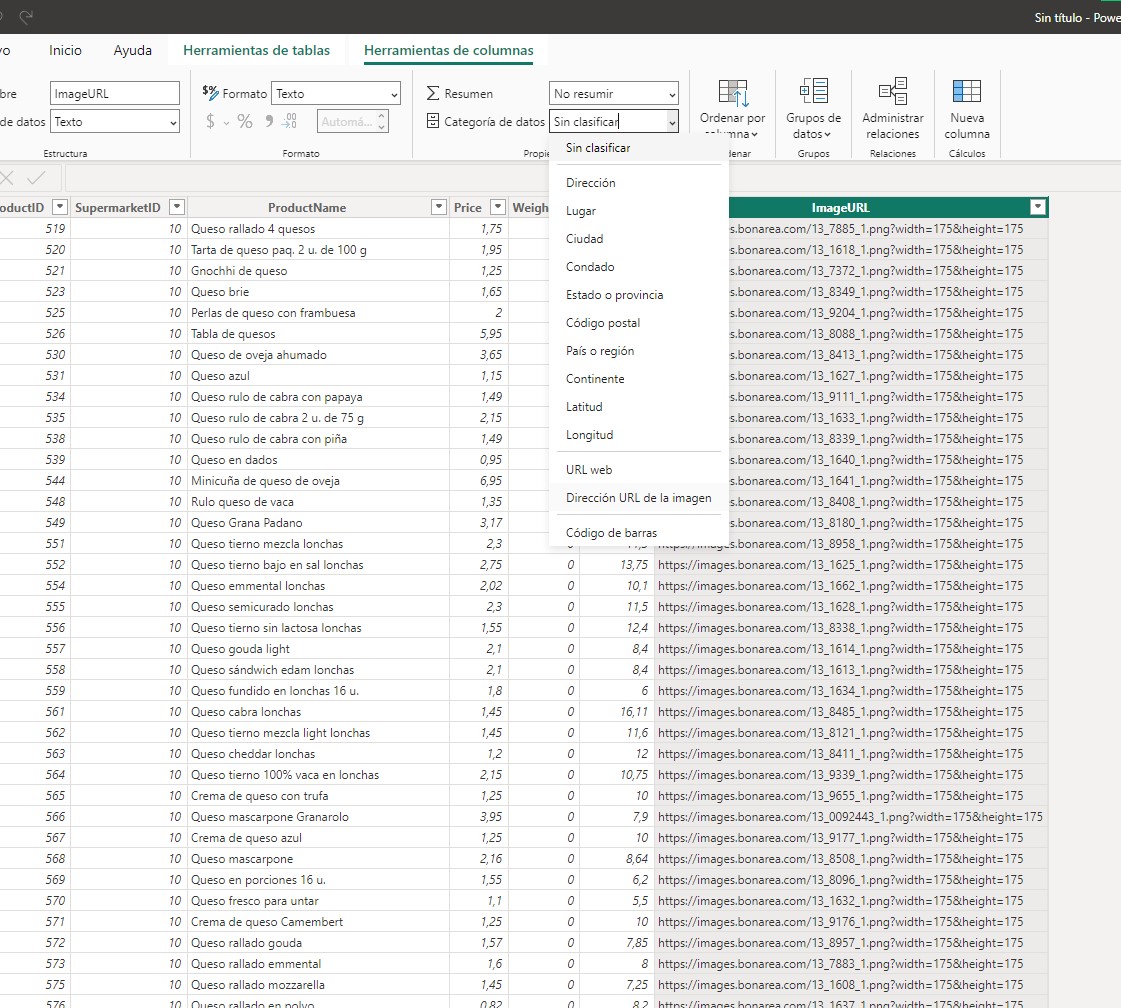 Sin título - Powe
vo Inicio Ayuda Herramientas de tablas Herramientas de columnas
bre ImageURL Formato Texto Resumen No resumir
de datos Texto $ % Automá... Categoría de datos Sin clasificar
Ordenar por
Grupos de datos
Administrar relaciones
Nueva columna
Estructura Formato Propie enar Grupos Relaciones Cálculos
Sin clasificar
Dirección
Lugar
Ciudad
Condado
Estado o provincia
Código postal
País o región
Continente
Latitud
Longitud
URL web
Dirección URL de la imagen
Código de barras
oductID SupermarketID ProductName Price Weigh ImageURL
519 10 Queso rallado 4 quesos 1,75 s.bonarea.com/13_7885_1.png?width=175&height=175
520 10 Tarta de queso paq. 2 u. de 100 g 1,95 s.bonarea.com/13_1618_1.png?width=175&height=175
521 10 Gnochhi de queso 1,25 s.bonarea.com/13_7372_1.png?width=175&height=175
523 10 Queso brie 1,65 s.bonarea.com/13_8349_1.png?width=175&height=175
525 10 Perlas de queso con frambuesa 2 s.bonarea.com/13_9204_1.png?width=175&height=175
526 10 Tabla de quesos 5,95 s.bonarea.com/13_8088_1.png?width=175&height=175
530 10 Queso de oveja ahumado 3,65 s.bonarea.com/13_8413_1.png?width=175&height=175
531 10 Queso azul 1,15 s.bonarea.com/13_1627_1.png?width=175&height=175
534 10 Queso rulo de cabra con papaya 1,49 s.bonarea.com/13_9111_1.png?width=175&height=175
535 10 Queso rulo de cabra 2 u. de 75 g 2,15 s.bonarea.com/13_1633_1.png?width=175&height=175
538 10 Queso rulo de cabra con piña 1,49 s.bonarea.com/13_8339_1.png?width=175&height=175
539 10 Queso en dados 0,95 s.bonarea.com/13_1640_1.png?width=175&height=175
544 10 Minicuña de queso de oveja 6,95 s.bonarea.com/13_1641_1.png?width=175&height=175
548 10 Rulo queso de vaca 1,35 s.bonarea.com/13_8408_1.png?width=175&height=175
549 10 Queso Grana Padano 3,17 s.bonarea.com/13_8180_1.png?width=175&height=175
551 10 Queso tierno mezcla lonchas 2,3 0 11,5 https://images.bonarea.com/13_8958_1.png?width=175&height=175
552 10 Queso tierno bajo en sal lonchas 2,75 0 13,75 https://images.bonarea.com/13_1625_1.png?width=175&height=175
554 10 Queso emmental lonchas 2,02 0 10,1 https://images.bonarea.com/13_1662_1.png?width=175&height=175
555 10 Queso semicurado lonchas 2,3 0 11,5 https://images.bonarea.com/13_1628_1.png?width=175&height=175
556 10 Queso tierno sin lactosa lonchas 1,55 0 12,4 https://images.bonarea.com/13_8338_1.png?width=175&height=175
557 10 Queso gouda light 2,1 0 8,4 https://images.bonarea.com/13_1614_1.png?width=175&height=175
558 10 Queso sándwich edam lonchas 2,1 0 8,4 https://images.bonarea.com/13_1613_1.png?width=175&height=175
559 10 Queso fundido en lonchas 16 u. 1,8 0 6 https://images.bonarea.com/13_1634_1.png?width=175&height=175
561 10 Queso cabra lonchas 1,45 0 16,11 https://images.bonarea.com/13_8485_1.png?width=175&height=175
562 10 Queso tierno mezcla light lonchas 1,45 0 11,6 https://images.bonarea.com/13_8121_1.png?width=175&height=175
563 10 Queso cheddar lonchas 1,2 0 12 https://images.bonarea.com/13_8411_1.png?width=175&height=175
564 10 Queso tierno 100% vaca en lonchas 2,15 0 10,75 https://images.bonarea.com/13_9339_1.png?width=175&height=175
565 10 Crema de queso con trufa 1,25 0 10 https://images.bonarea.com/13_9655_1.png?width=175&height=175
566 10 Queso mascarpone Granarolo 3,95 0 7,9 https://images.bonarea.com/13_0092443_1.png?width=175&height=175
567 10 Crema de queso azul 1,25 0 10 https://images.bonarea.com/13_9177_1.png?width=175&height=175
568 10 Queso mascarpone 2,16 0 8,64 https://images.bonarea.com/13_8508_1.png?width=175&height=175
569 10 Queso en porciones 16 u. 1,55 0 6,2 https://images.bonarea.com/13_8096_1.png?width=175&height=175
570 10 Queso fresco para untar 1,1 0 5,5 https://images.bonarea.com/13_1632_1.png?width=175&height=175
571 10 Crema de queso Camembert 1,25 0 10 https://images.bonarea.com/13_9176_1.png?width=175&height=175
572 10 Queso rallado gouda 1,57 0 7,85 https://images.bonarea.com/13_8957_1.png?width=175&height=175
573 10 Queso rallado emmental 1,6 0 8 https://images.bonarea.com/13_7883_1.png?width=175&height=175
575 10 Queso rallado mozzarella 1,45 0 7,25 https://images.bonarea.com/13_1608_1.png?width=175&height=175
576 10 Queso rallado en polvo 0,82 0 8,2 https://images.bonarea.com/13_1637_1.png?width=175&height=175